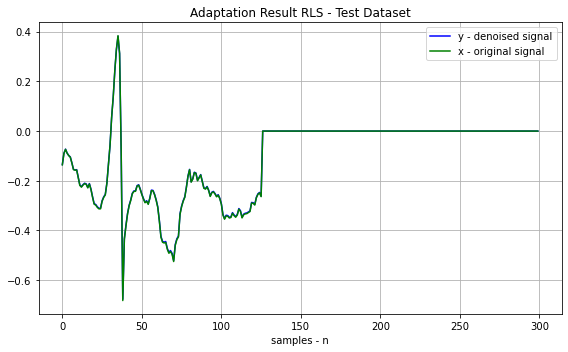 Adaptation Result RLS - Test Dataset
y - denoised signal
x - original signal
0.4
0.2
0.0
−0.2
−0.4
−0.6
0 50 100 150 200 250 300
samples - n